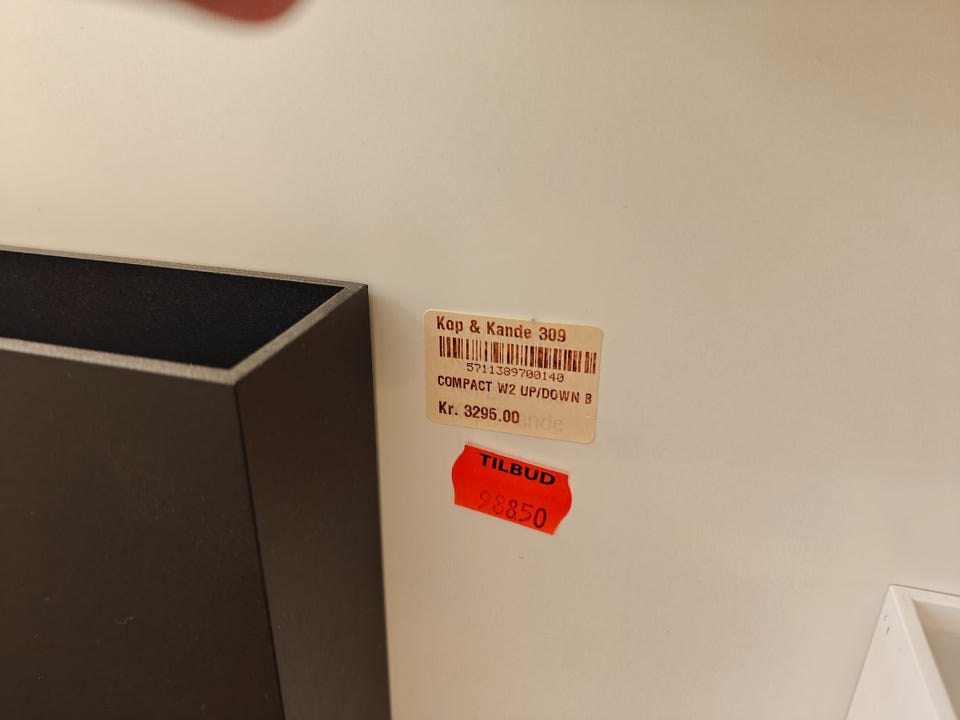 Kop & Kande 309
5711389700140
COMPACT W2 UP/DOWN B
Kr. 3295.00
TILBUD
98850